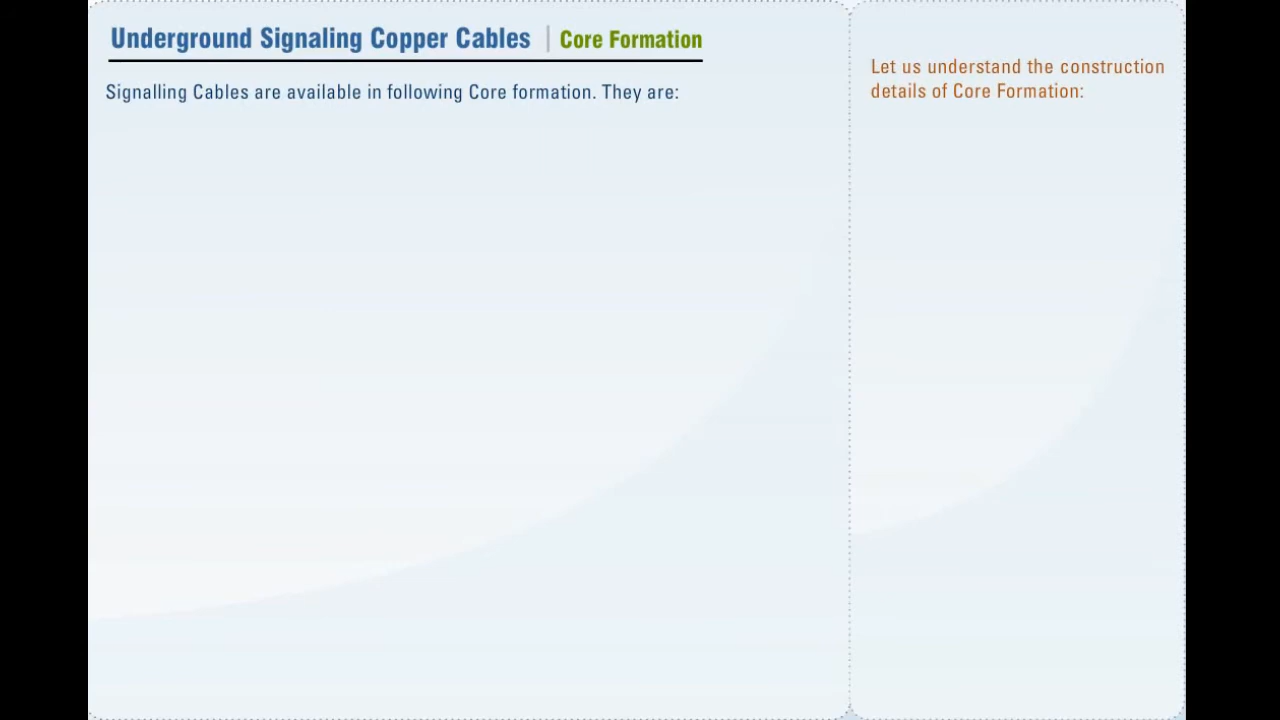 Underground Signaling Copper Cables | Core Formation
Signalling Cables are available in following Core formation. They are:
Let us understand the construction
details of Core Formation: